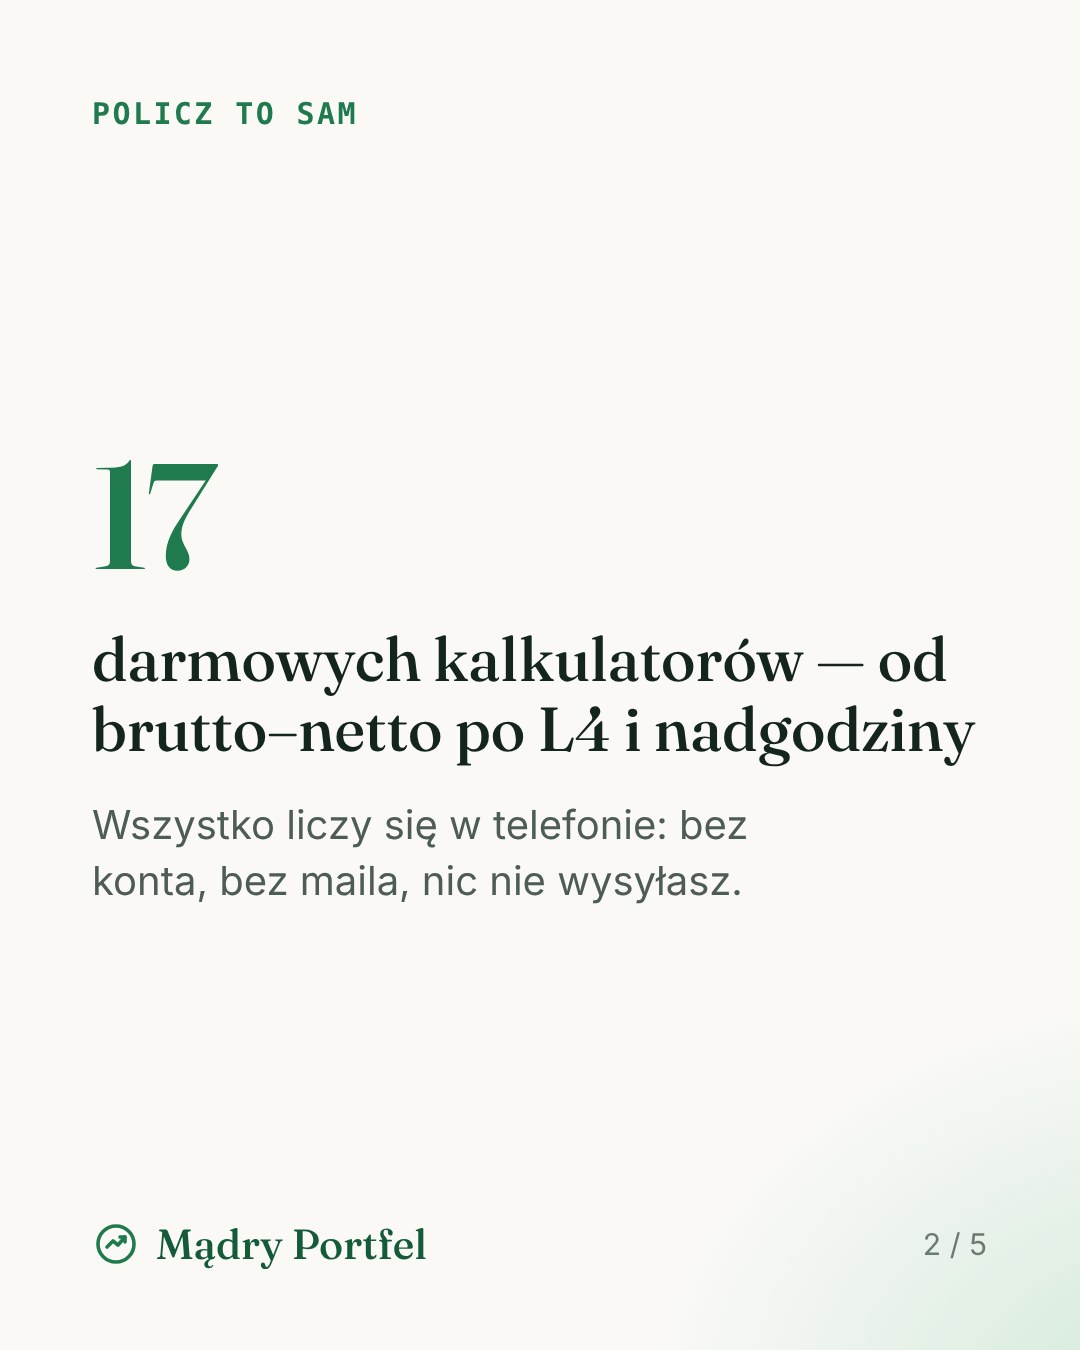 POLICZ TO SAM
17
darmowych kalkulatorów — od
brutto–netto po L4 i nadgodziny
Wszystko liczy się w telefonie: bez
konta, bez maila, nic nie wysyłasz.
Mądry Portfel
2 / 5